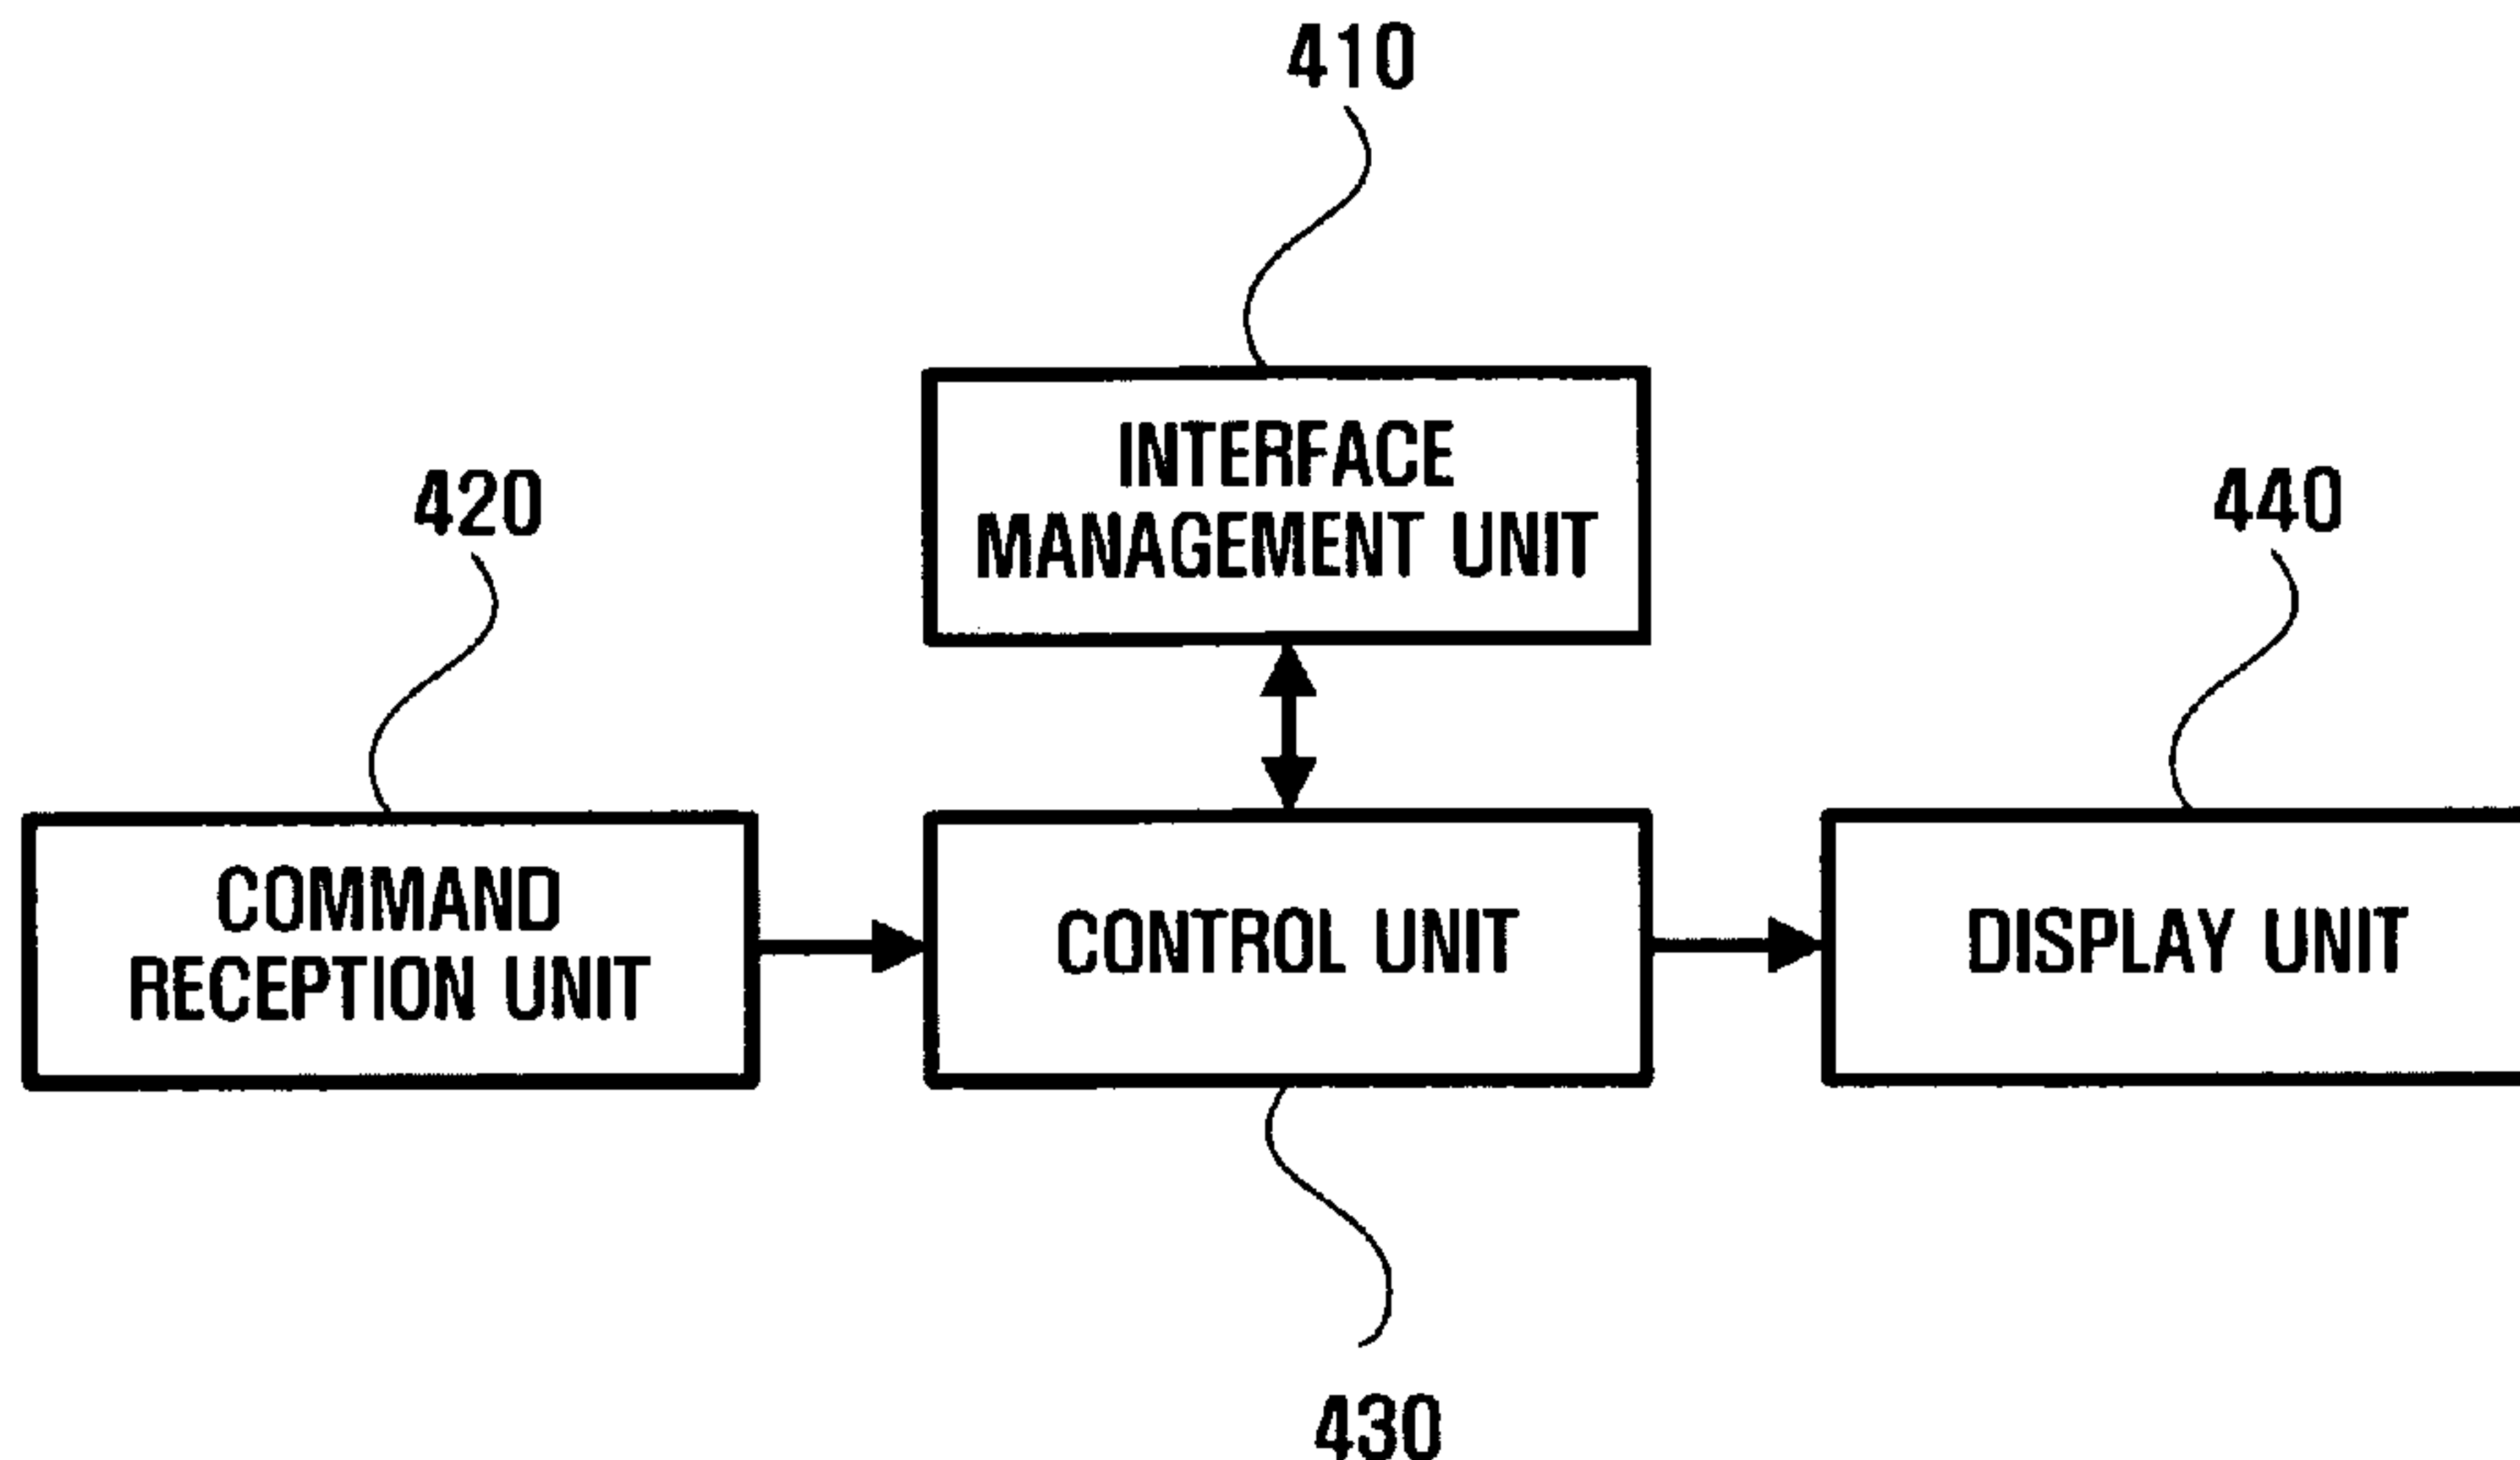 410
INTERFACE
MANAGEMENT UNIT
420
440
COMMAND
RECEPTION UNIT
CONTROL UNIT
DISPLAY UNIT
430